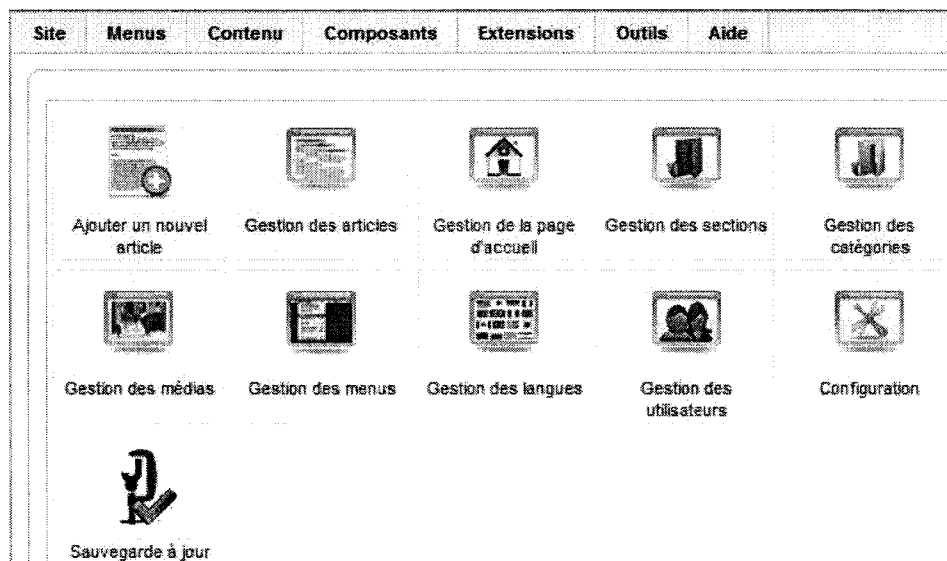 Site Menus Contenu Composants Extensions Outils Aide
Ajouter un nouvel
article
Gestion des articles
Gestion de la page
d'accueil
Gestion des sections
Gestion des
catégories
Gestion des médias
Gestion des menus
Gestion des langues
Gestion des
utilisateurs
Configuration
Sauvegarde à jour